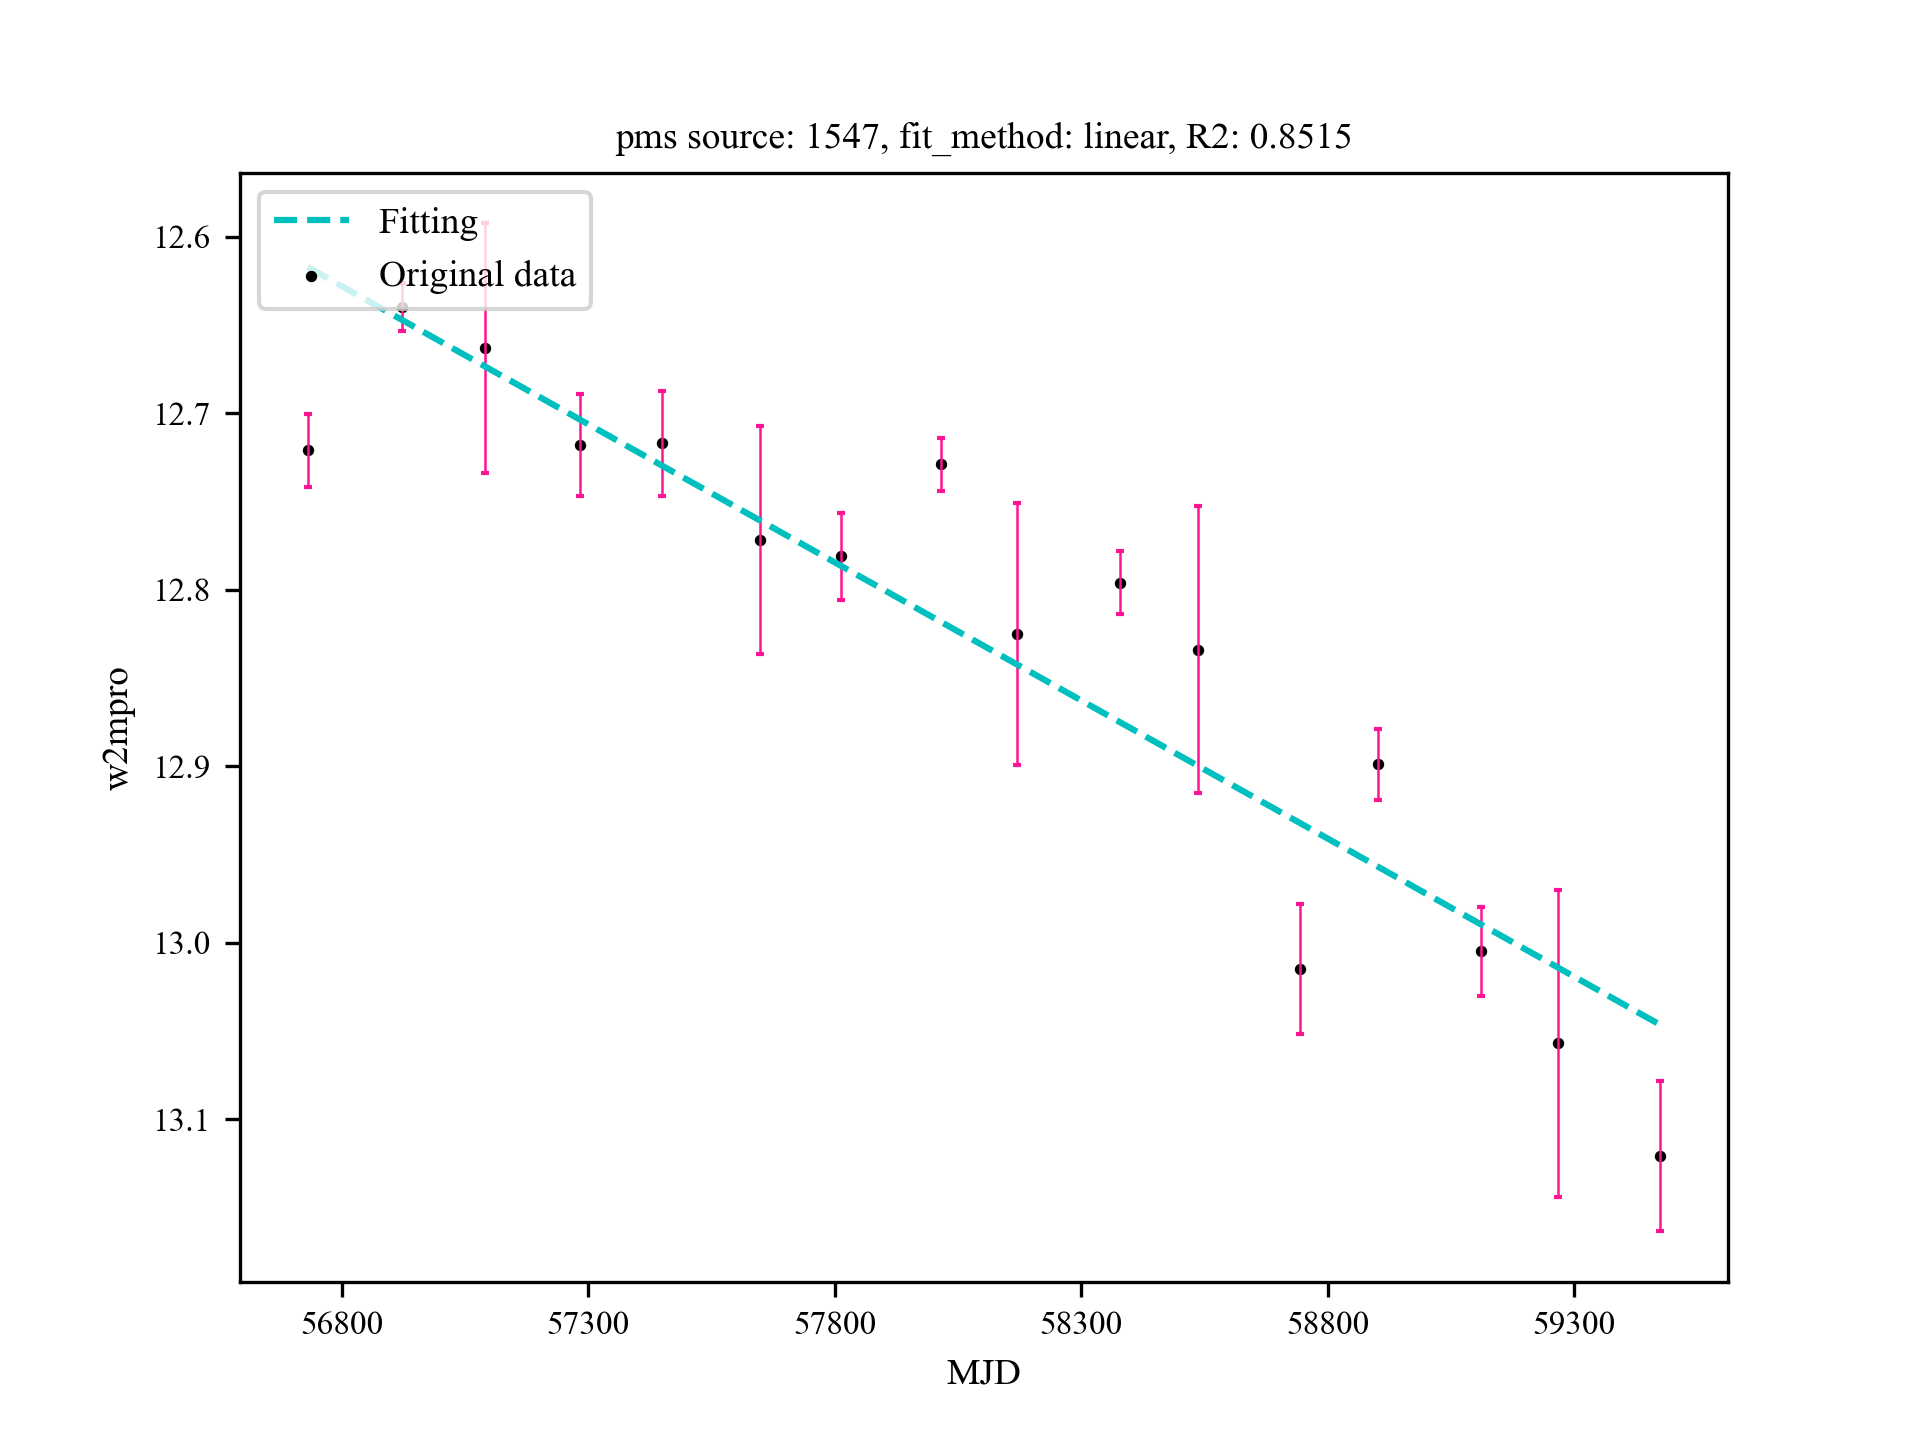 pms source: 1547, fit_method: linear, R2: 0.8515
Fitting
Original data
12.6
12.7
12.8
12.9
13.0
13.1
w2mpro
56800 57300 57800 58300 58800 59300
MJD